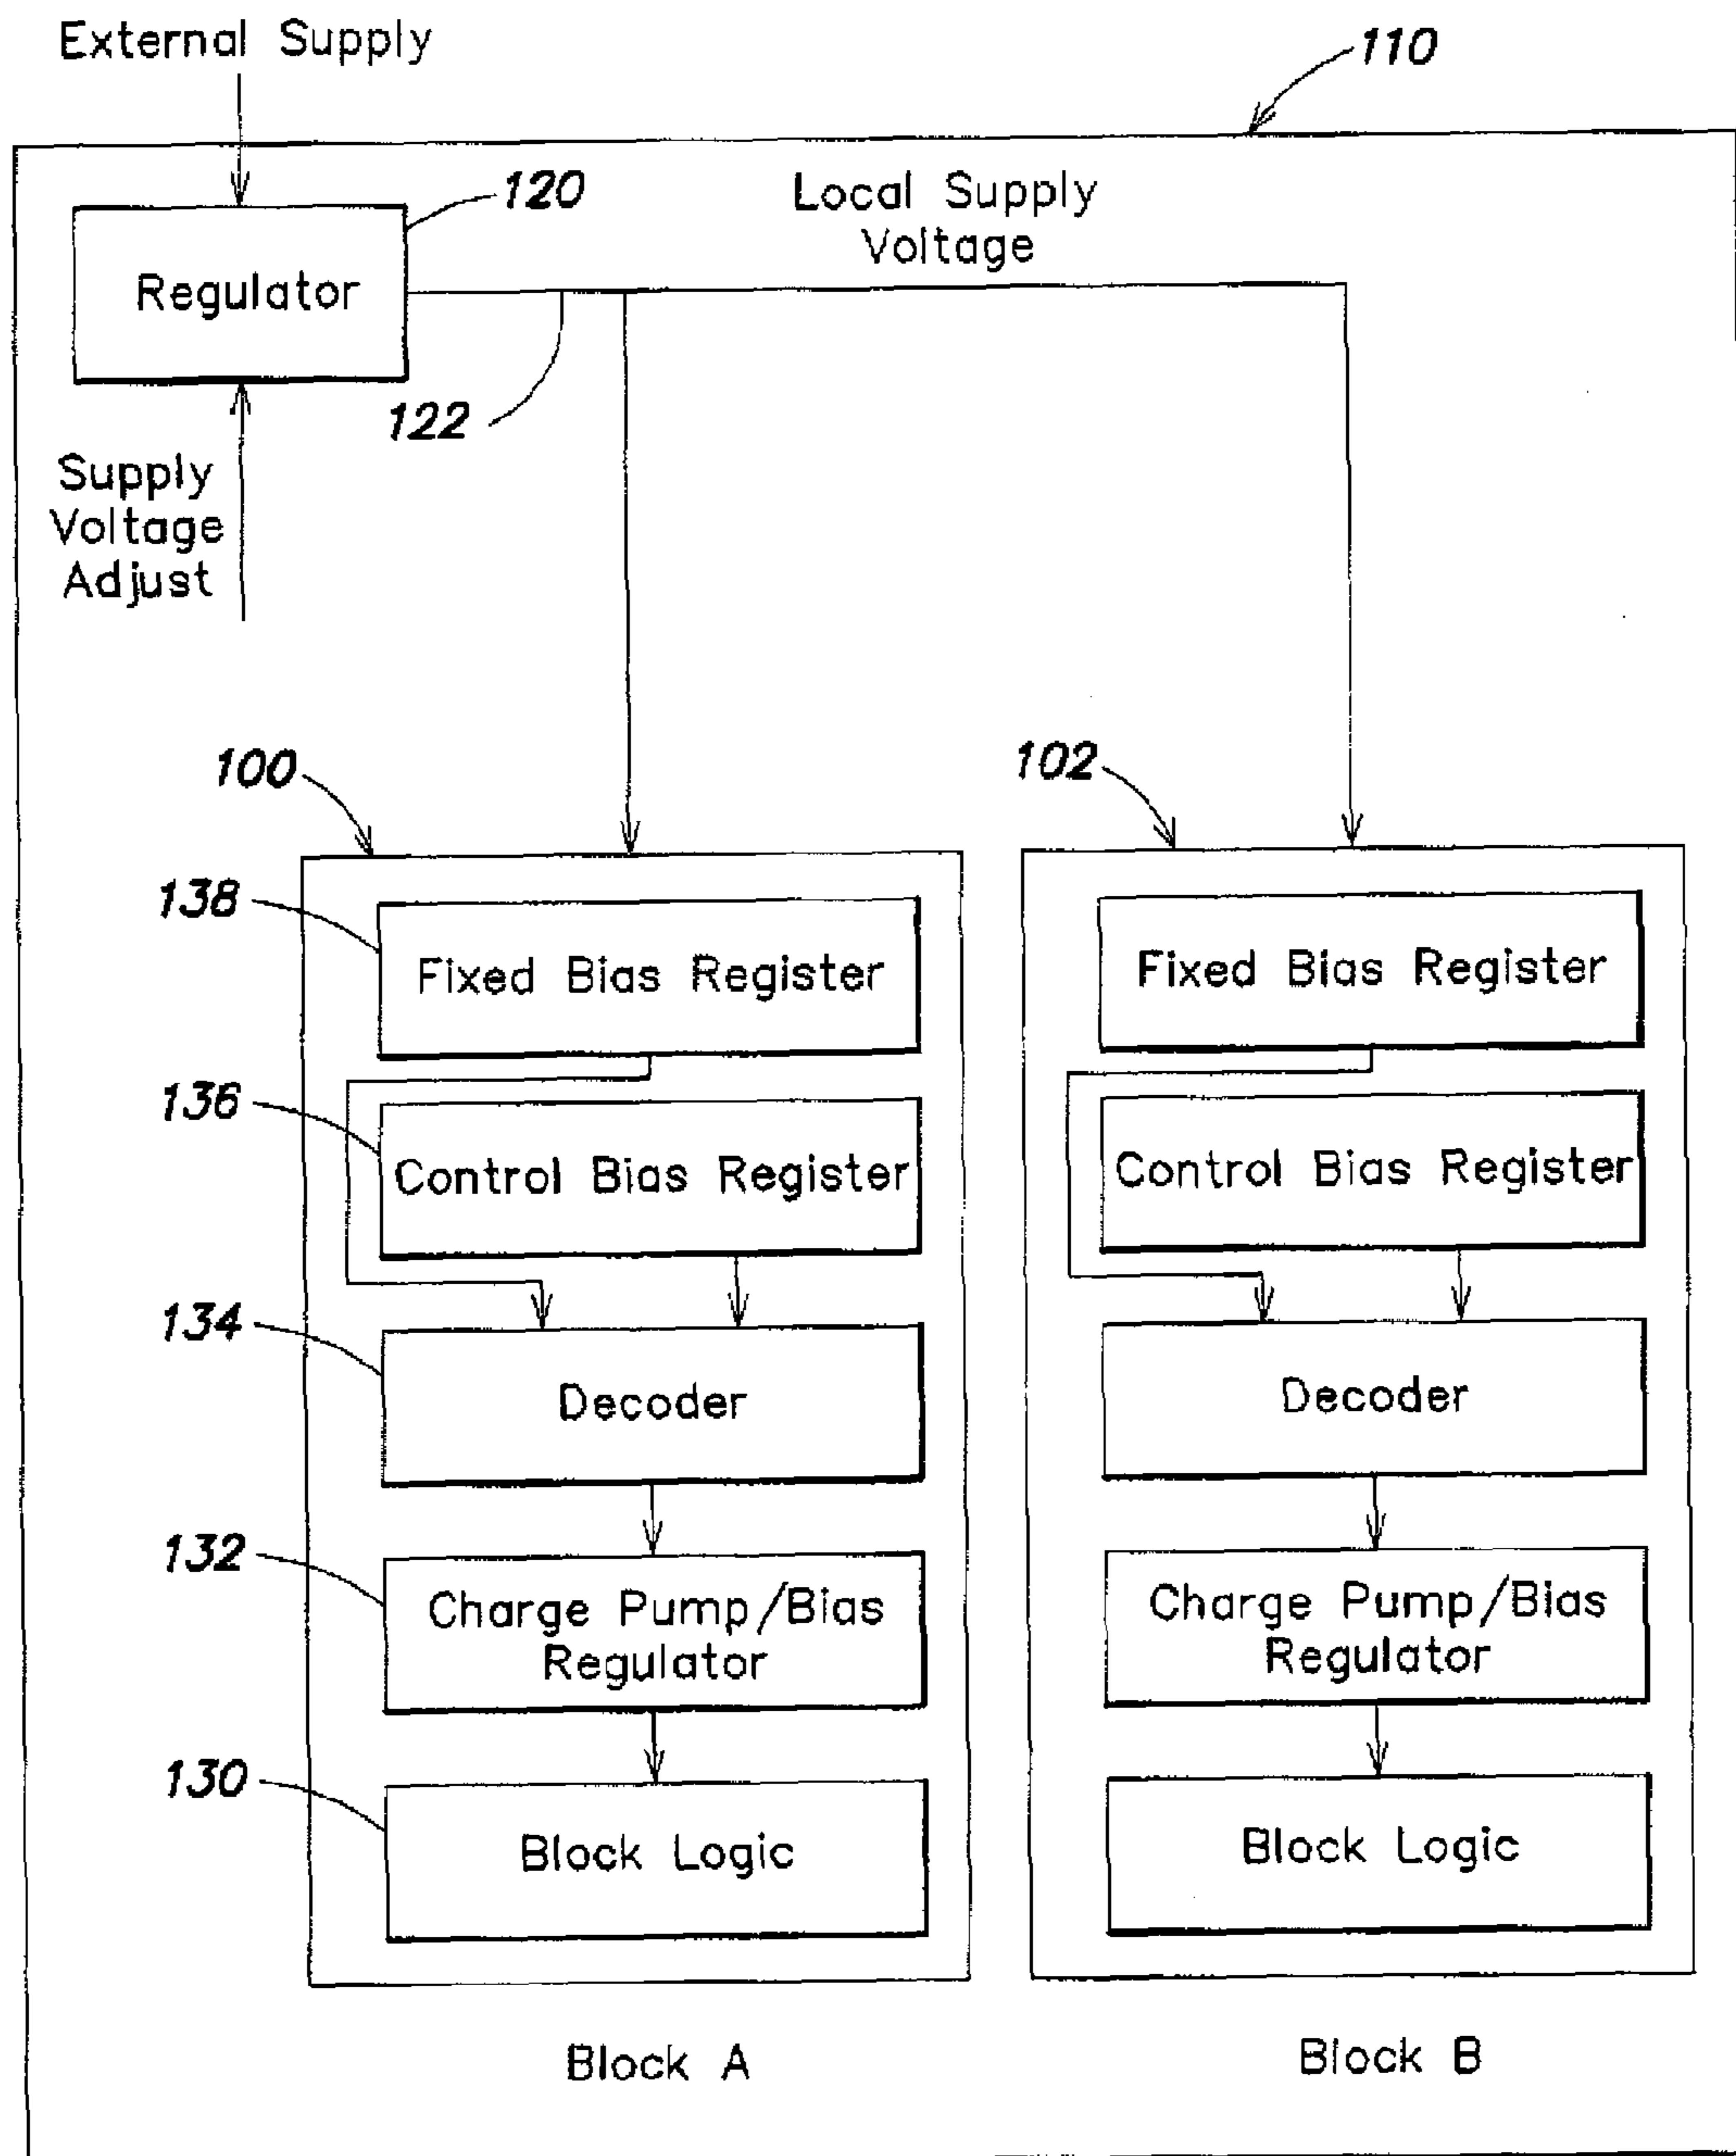 External Supply
110
120
Local Supply
Voltage
Regulator
122
Supply
Voltage
Adjust
100
102
138
Fixed Bias Register
Fixed Bias Register
136
Control Bias Register
Control Bias Register
134
Decoder
Decoder
132
Charge Pump/Bias
Regulator
Charge Pump/Bias
Regulator
130
Block Logic
Block Logic
Block A
Block B